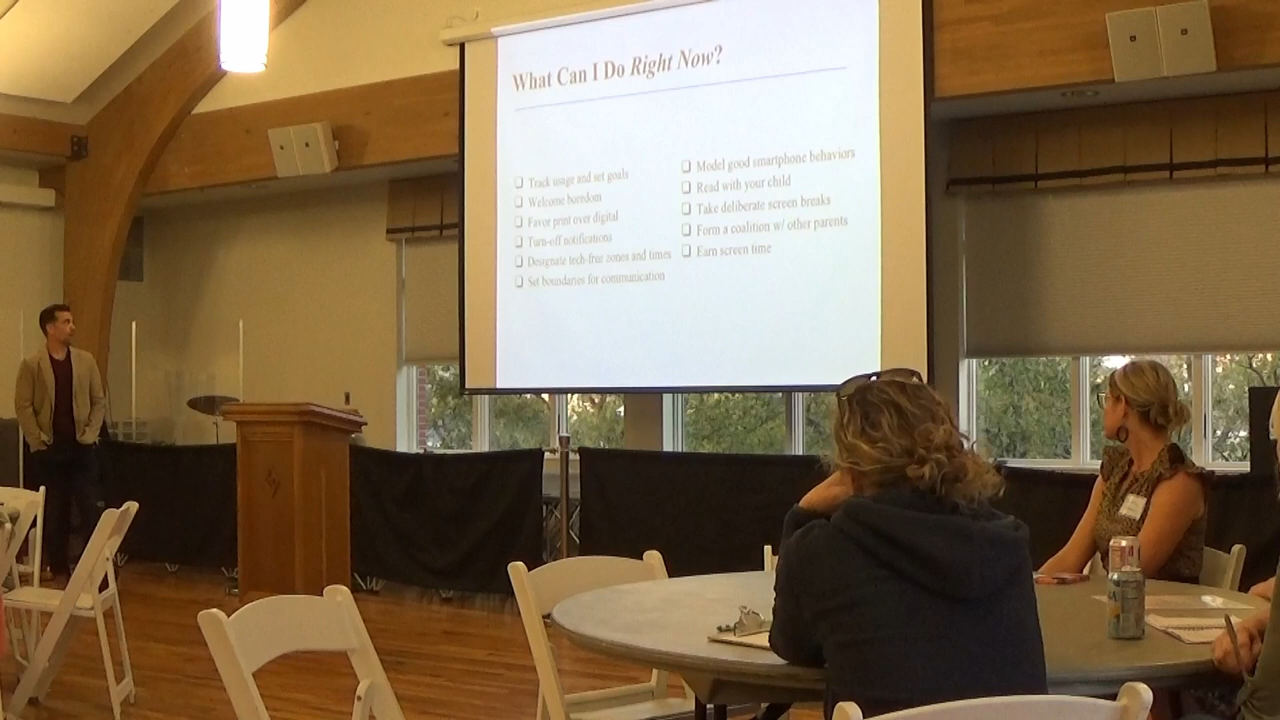 What Can I Do Right Now?
❑ Track usage and set goals
❑ Welcome boredom
❑ Favor print over digital
❑ Turn-off notifications
❑ Designate tech-free zones and times
❑ Set boundaries for communication
❑ Model good smartphone behaviors
❑ Read with your child
❑ Take deliberate screen breaks
❑ Form a coalition w/ other parents
❑ Earn screen time